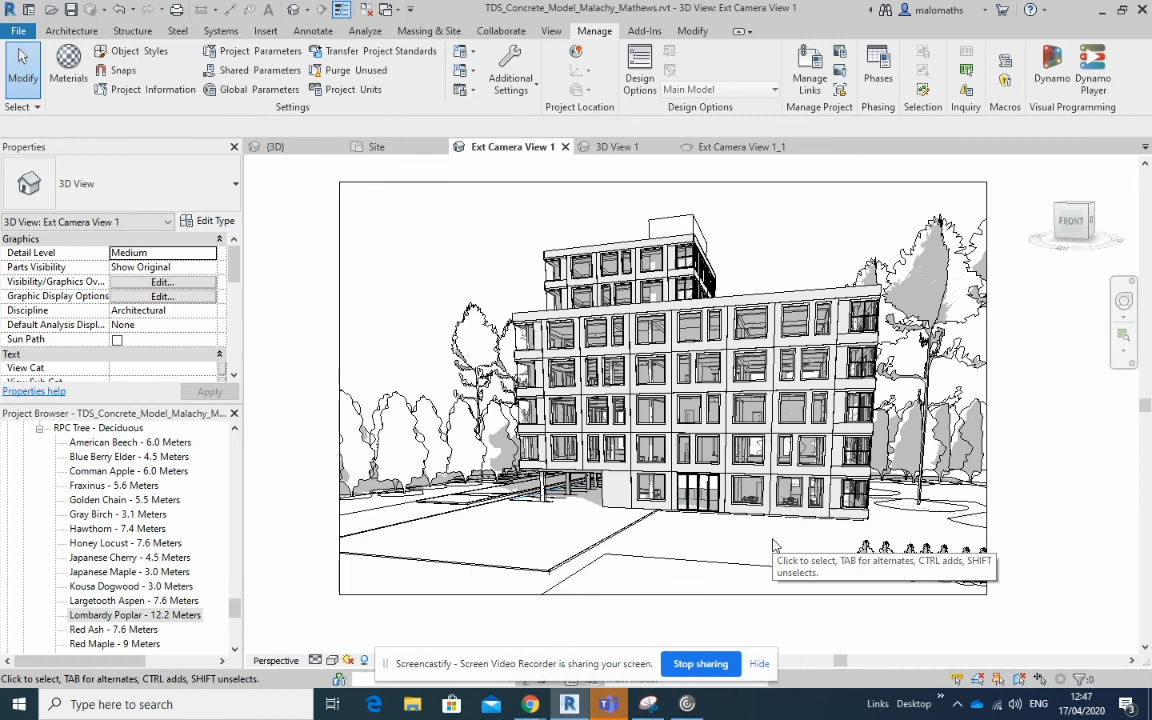 TDS_Concrete_Model_Malachy_Mathews.rvt - 3D View: Ext Camera View 1
malomaths
File Architecture Structure Steel Systems Insert Annotate Analyze Massing & Site Collaborate View Manage Add-Ins Modify
Modify
Select
Materials
Object Styles
Snaps
Project Information
Project Parameters
Shared Parameters
Global Parameters
Transfer Project Standards
Purge Unused
Project Units
Settings
Additional
Settings
Project Location
Design
Options
Main Model
Design Options
Manage
Links
Manage Project
Phases
Phasing
Selection
Inquiry
Macros
Dynamo
Dynamo
Player
Visual Programming
{3D}
Site
Ext Camera View 1
3D View 1
Ext Camera View 1_1
Properties
3D View
3D View: Ext Camera View 1
Edit Type
Graphics
Detail Level Medium
Parts Visibility Show Original
Visibility/Graphics Ov... Edit...
Graphic Display Options Edit...
Discipline Architectural
Default Analysis Displ... None
Sun Path
Text
View Cat
View Sub Cat
Properties help
Apply
Project Browser - TDS_Concrete_Model_Malachy_M...
RPC Tree - Deciduous
American Beech - 6.0 Meters
Blue Berry Elder - 4.5 Meters
Comman Apple - 6.0 Meters
Fraxinus - 5.6 Meters
Golden Chain - 5.5 Meters
Gray Birch - 3.1 Meters
Hawthorn - 7.4 Meters
Honey Locust - 7.6 Meters
Japanese Cherry - 4.5 Meters
Japanese Maple - 3.0 Meters
Kousa Dogwood - 3.0 Meters
Largetooth Aspen - 7.6 Meters
Lombardy Poplar - 12.2 Meters
Red Ash - 7.6 Meters
Red Maple - 9 Meters
FRONT
Click to select, TAB for alternates, CTRL adds, SHIFT
unselects.
Perspective
Screencastify - Screen Video Recorder is sharing your screen.
Stop sharing
Hide
Click to select, TAB for alternates, CTRL adds, SHIFT unselects.
:0
Type here to search
Links Desktop
ENG
12:47
17/04/2020
3